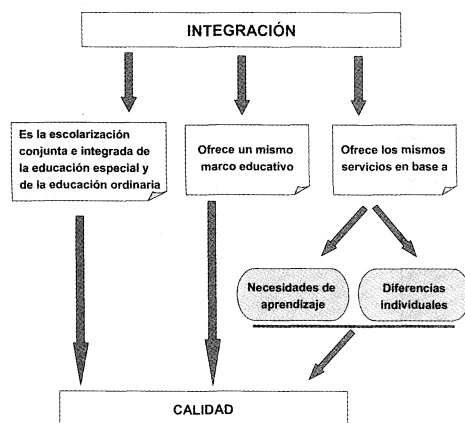 INTEGRACIÓN
Es la escolarización
conjunta e integrada de
la educación especial y
de la educación ordinaria
Ofrece un mismo
marco educativo
Ofrece los mismos
servicios en base a
Necesidades de
aprendizaje
Diferencias
individuales
CALIDAD